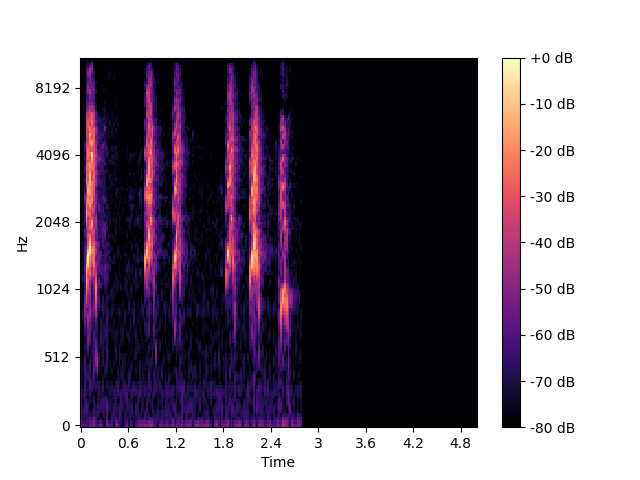 +0 dB
8192
-10 dB
4096
-20 dB
-30 dB
2048
Hz
-40 dB
1024
-50 dB
-60 dB
512
-70 dB
0
-80 dB
0 0.6 1.2 1.8 2.4 3 3.6 4.2 4.8
Time